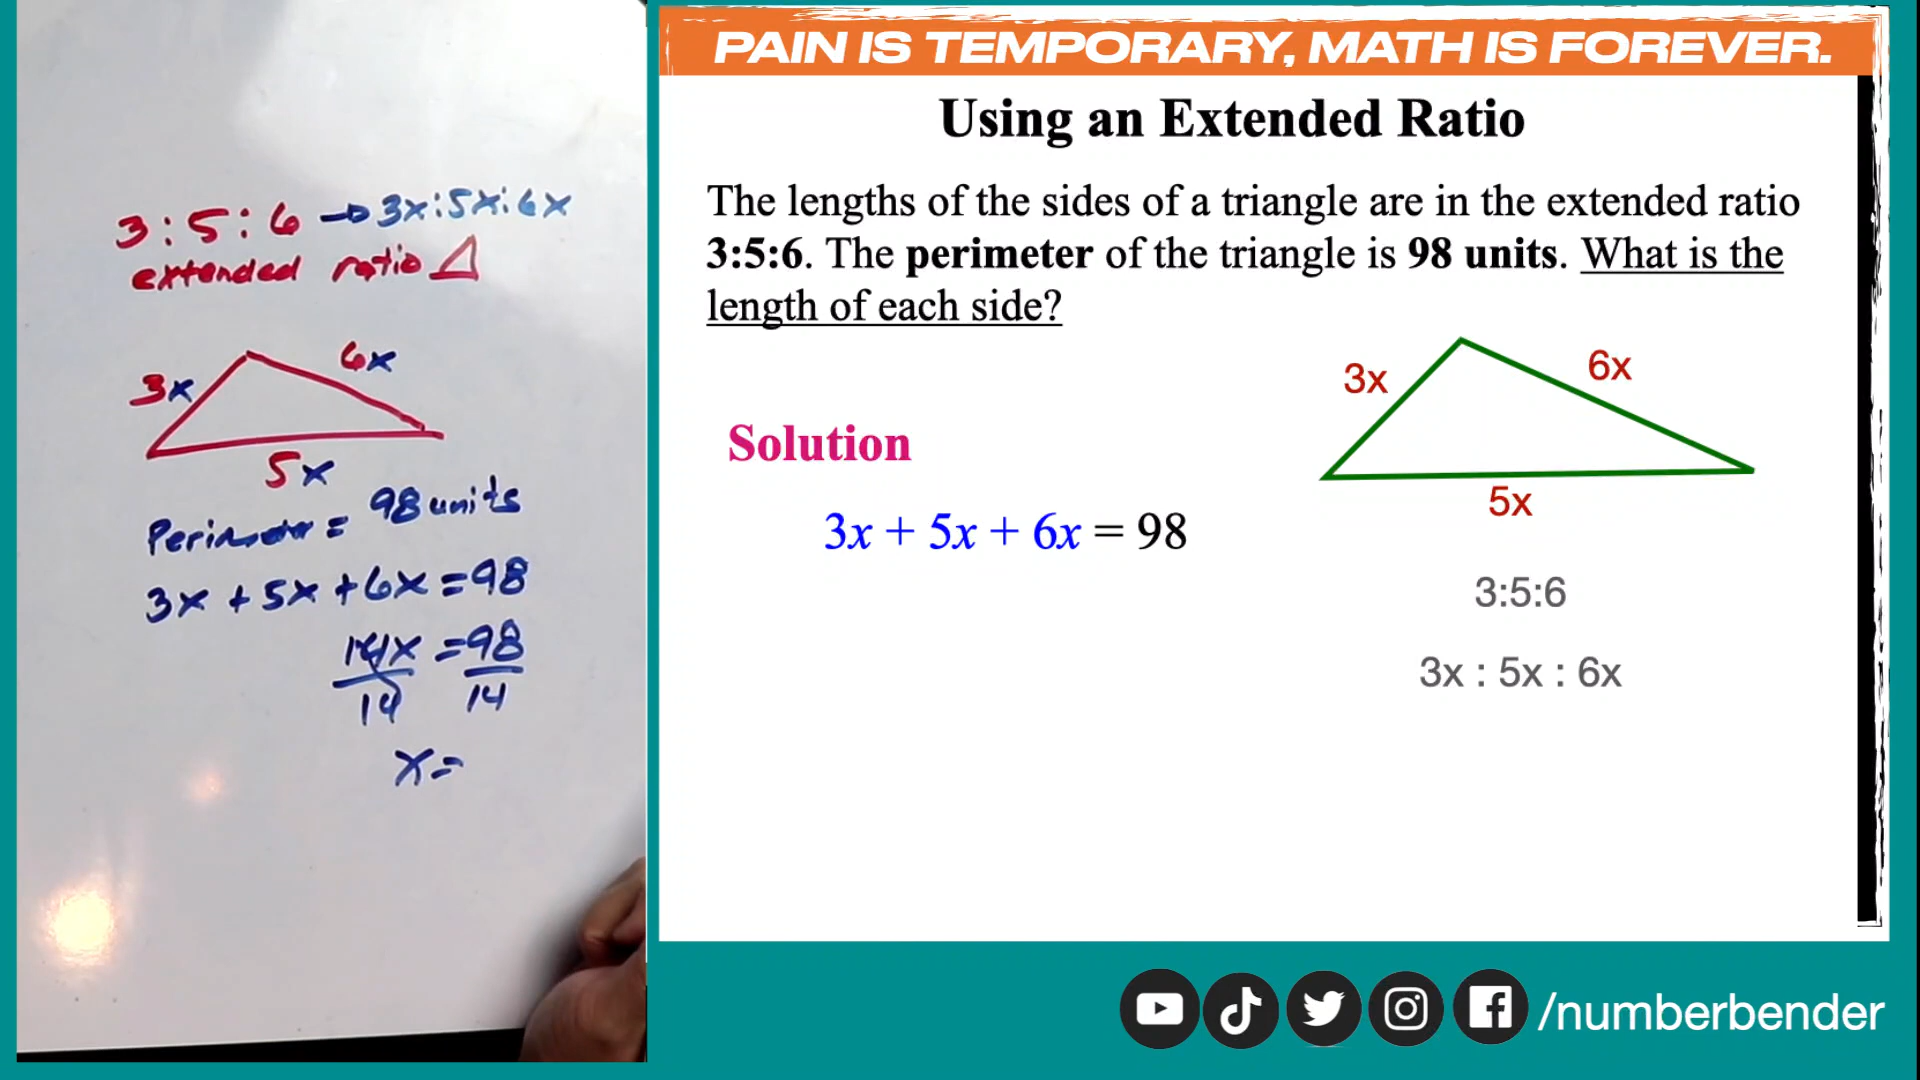 3:5:6 → 3x:5x:6x
extended ratio △
3x
6x
5x
Perimeter = 98 units
3x + 5x + 6x = 98
14x = 98
14 14
x =
PAIN IS TEMPORARY, MATH IS FOREVER.
Using an Extended Ratio
The lengths of the sides of a triangle are in the extended ratio
3:5:6. The perimeter of the triangle is 98 units. What is the
length of each side?
3x
6x
5x
Solution
3x + 5x + 6x = 98
3:5:6
3x : 5x : 6x
/numberbender